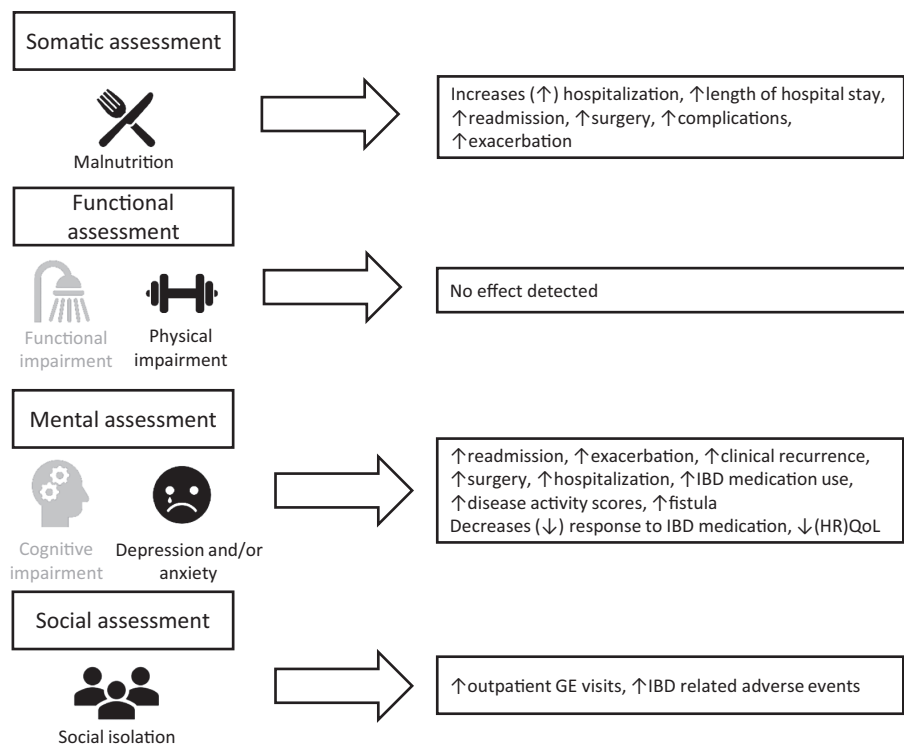 Somatic assessment
Malnutrition
Increases (↑) hospitalization, ↑length of hospital stay,
↑readmission, ↑surgery, ↑complications,
↑exacerbation
Functional
assessment
Functional
impairment
Physical
impairment
No effect detected
Mental assessment
Cognitive
impairment
Depression and/or
anxiety
↑readmission, ↑exacerbation, ↑clinical recurrence,
↑surgery, ↑hospitalization, ↑IBD medication use,
↑disease activity scores, ↑fistula
Decreases (↓) response to IBD medication, ↓(HR)QoL
Social assessment
Social isolation
↑outpatient GE visits, ↑IBD related adverse events